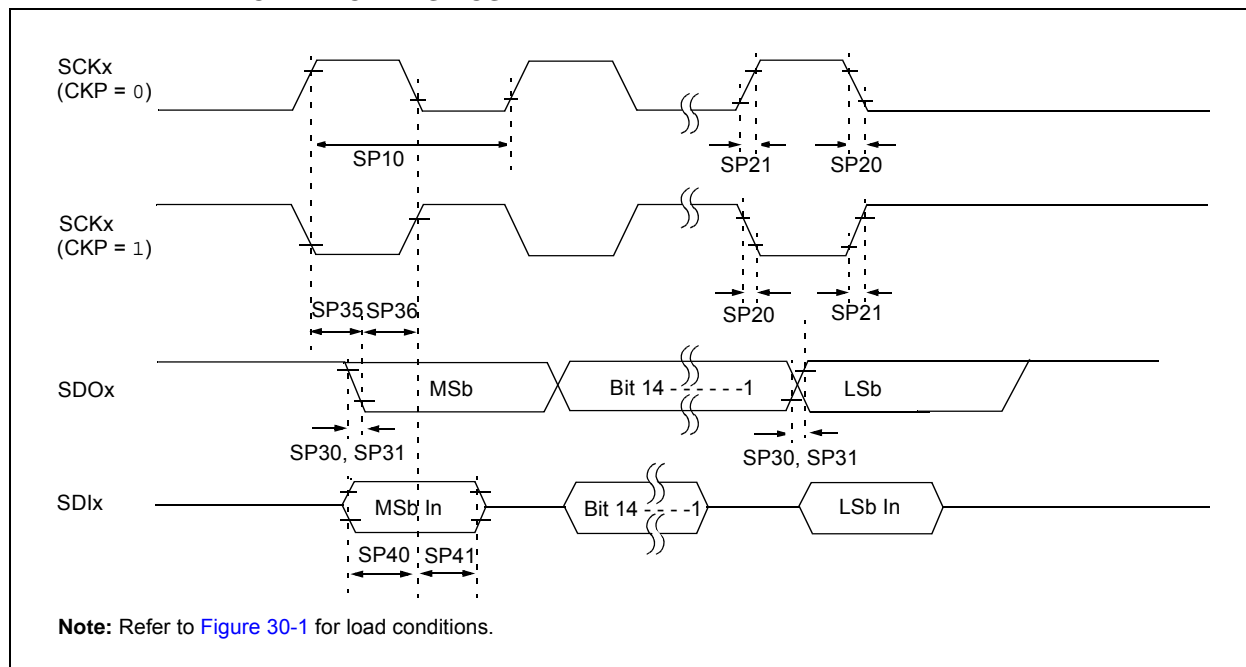 SCKx
(CKP = 0)
SP10
SP21
SP20
SCKx
(CKP = 1)
SP35 SP36
SP20
SP21
SDOx
MSb
Bit 14 - - - - - -1
LSb
SP30, SP31
SP30, SP31
SDIx
MSb In
Bit 14 - - - - -1
LSb In
SP40 SP41
Note: Refer to Figure 30-1 for load conditions.